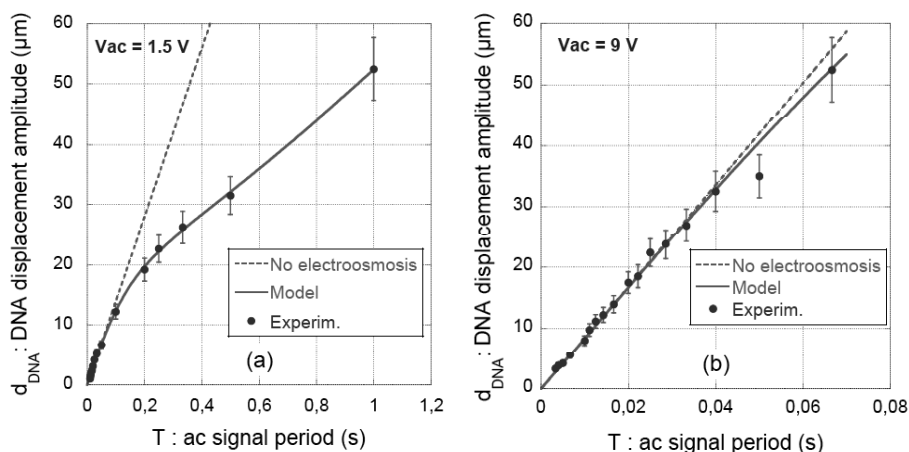 d_DNA : DNA displacement amplitude (µm)
60
50
40
30
20
10
0
Vac = 1.5 V
No electroosmosis
Model
Experim.
(a)
0
0,2
0,4
0,6
0,8
1
1,2
T : ac signal period (s)
d_DNA : DNA displacement amplitude (µm)
60
50
40
30
20
10
0
Vac = 9 V
No electroosmosis
Model
Experim.
(b)
0
0,02
0,04
0,06
0,08
T : ac signal period (s)